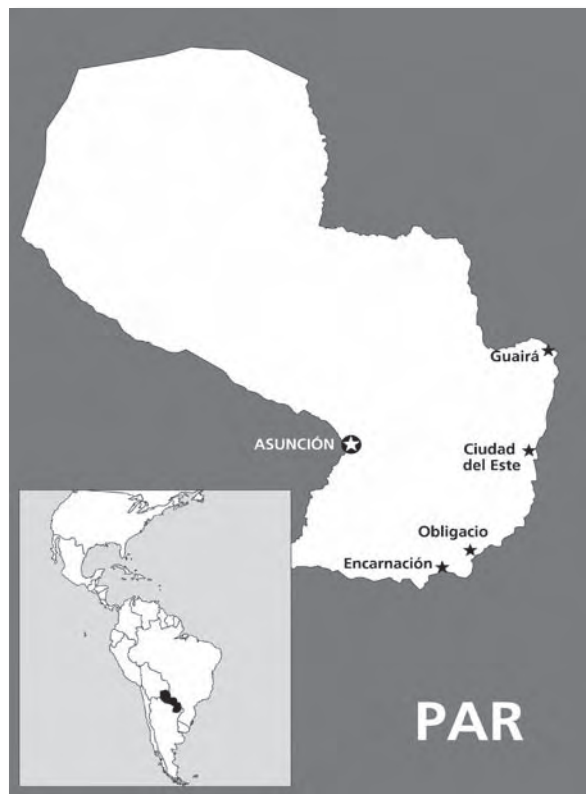 Guairá
ASUNCIÓN
Ciudad
del Este
Obligacio
Encarnación
PAR